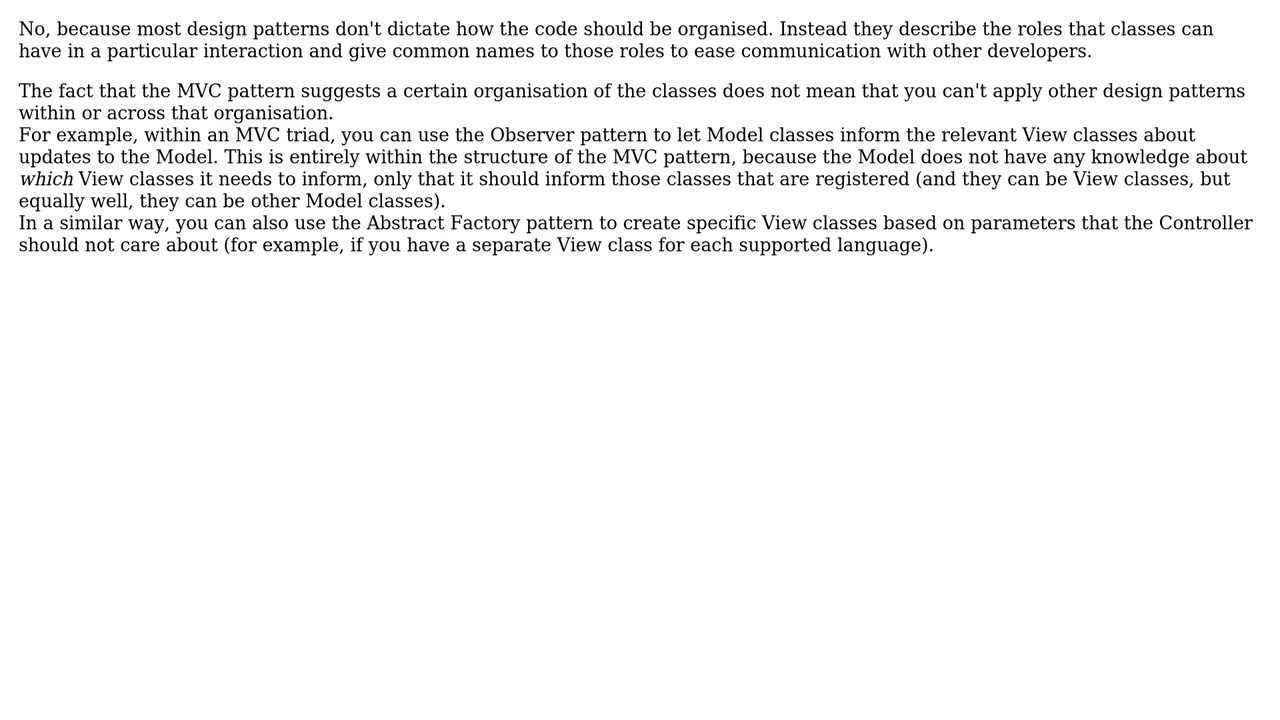 No, because most design patterns don't dictate how the code should be organised. Instead they describe the roles that classes can
have in a particular interaction and give common names to those roles to ease communication with other developers.
The fact that the MVC pattern suggests a certain organisation of the classes does not mean that you can't apply other design patterns
within or across that organisation.
For example, within an MVC triad, you can use the Observer pattern to let Model classes inform the relevant View classes about
updates to the Model. This is entirely within the structure of the MVC pattern, because the Model does not have any knowledge about
which View classes it needs to inform, only that it should inform those classes that are registered (and they can be View classes, but
equally well, they can be other Model classes).
In a similar way, you can also use the Abstract Factory pattern to create specific View classes based on parameters that the Controller
should not care about (for example, if you have a separate View class for each supported language).